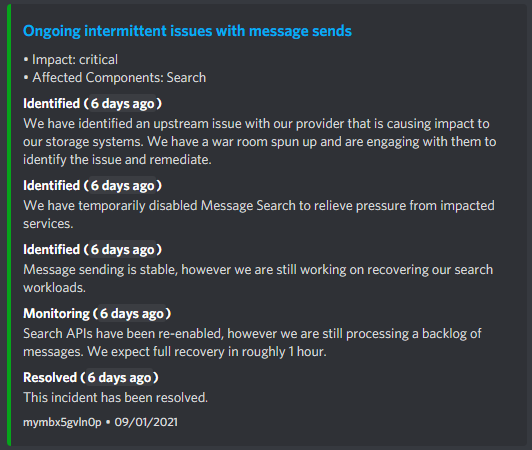 Ongoing intermittent issues with message sends
• Impact: critical
• Affected Components: Search
Identified (6 days ago)
We have identified an upstream issue with our provider that is causing impact to
our storage systems. We have a war room spun up and are engaging with them to
identify the issue and remediate.
Identified (6 days ago)
We have temporarily disabled Message Search to relieve pressure from impacted
services.
Identified (6 days ago)
Message sending is stable, however we are still working on recovering our search
workloads.
Monitoring (6 days ago)
Search APIs have been re-enabled, however we are still processing a backlog of
messages. We expect full recovery in roughly 1 hour.
Resolved (6 days ago)
This incident has been resolved.
mymbx5gvln0p • 09/01/2021